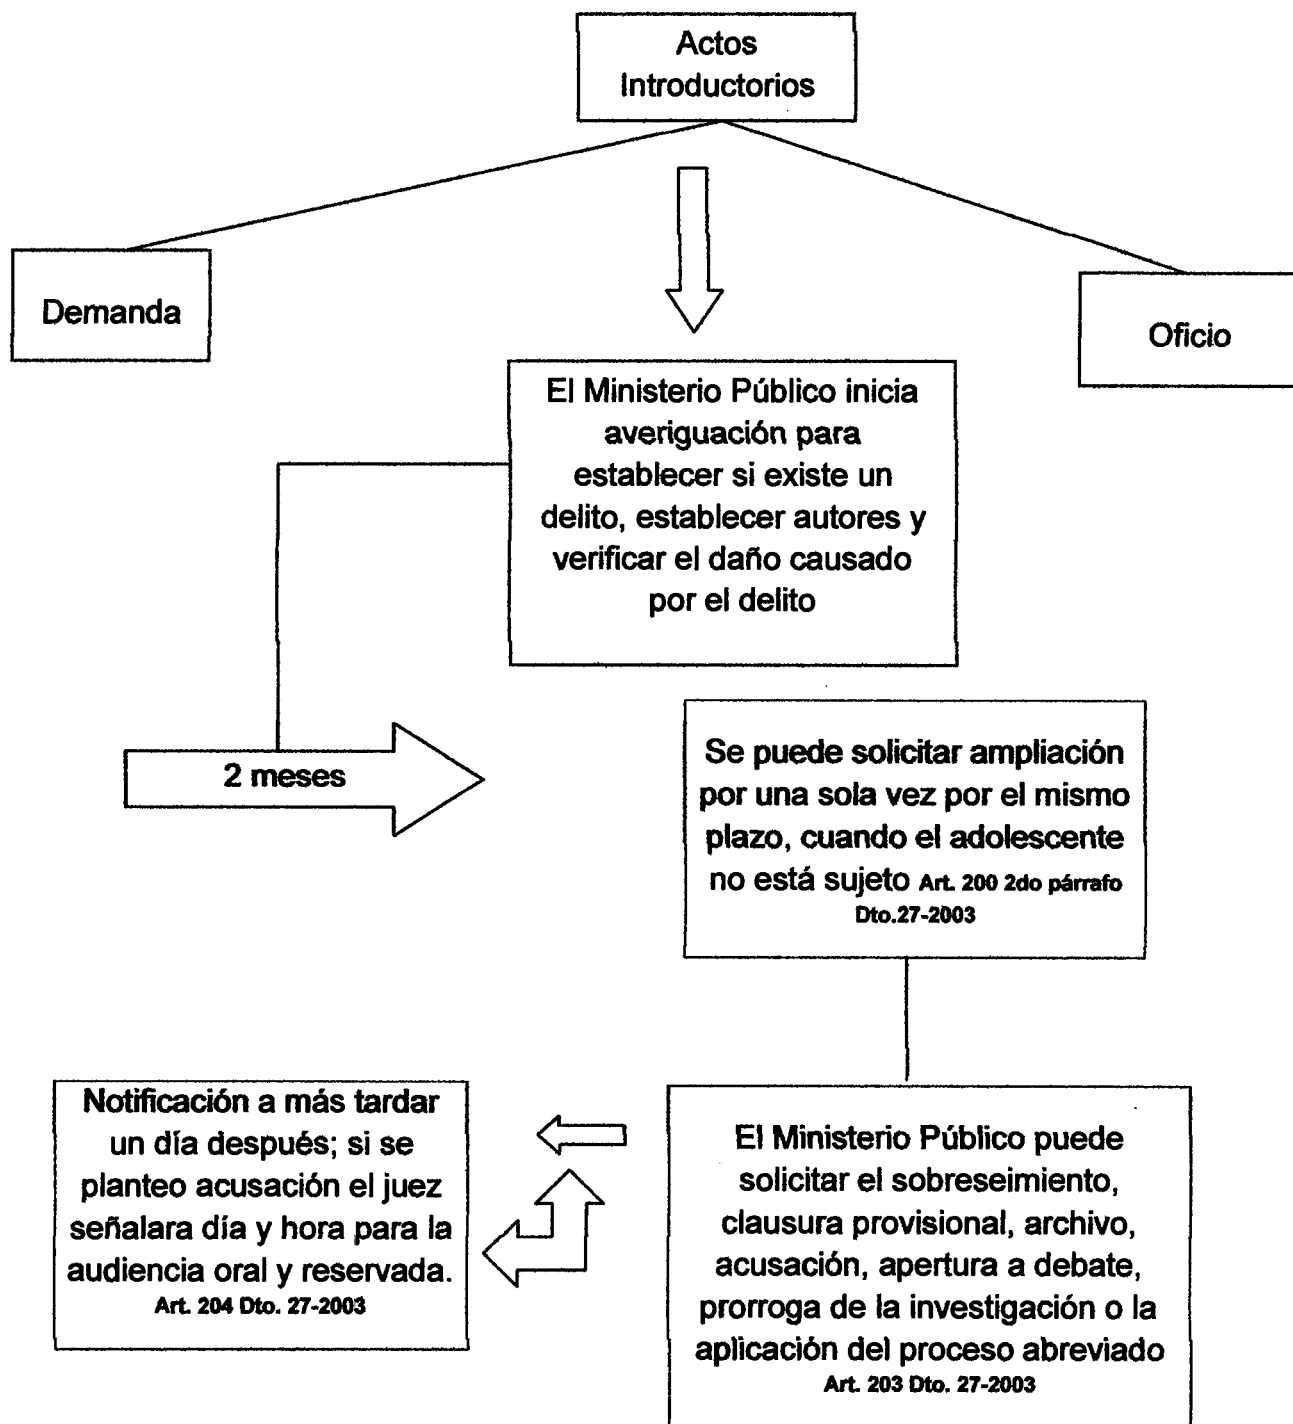 Actos
Introductorios
Demanda
Oficio
El Ministerio Público inicia
averiguación para
establecer si existe un
delito, establecer autores y
verificar el daño causado
por el delito
2 meses
Se puede solicitar ampliación
por una sola vez por el mismo
plazo, cuando el adolescente
no está sujeto Art. 200 2do párrafo
Dto.27-2003
Notificación a más tardar
un día después; si se
planteo acusación el juez
señalara día y hora para la
audiencia oral y reservada.
Art. 204 Dto. 27-2003
El Ministerio Público puede
solicitar el sobreseimiento,
clausura provisional, archivo,
acusación, apertura a debate,
prorroga de la investigación o la
aplicación del proceso abreviado
Art. 203 Dto. 27-2003